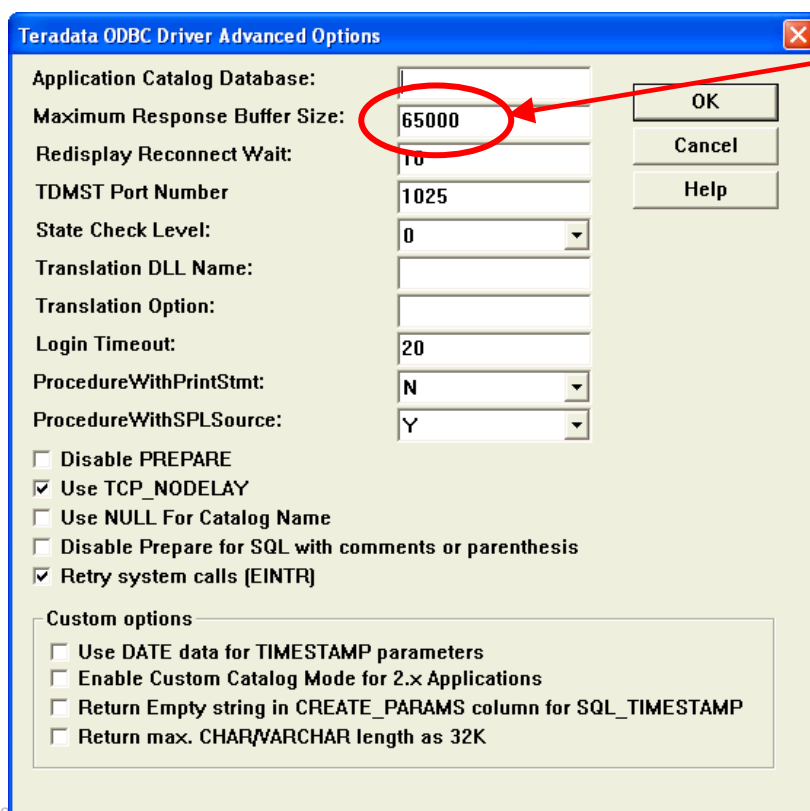 Teradata ODBC Driver Advanced Options
Application Catalog Database:
OK
Maximum Response Buffer Size: 65000
Cancel
Redisplay Reconnect Wait: 10
Help
TDMST Port Number 1025
State Check Level: 0
Translation DLL Name:
Translation Option:
Login Timeout: 20
ProcedureWithPrintStmt: N
ProcedureWithSPLSource: Y
Disable PREPARE
Use TCP_NODELAY
Use NULL For Catalog Name
Disable Prepare for SQL with comments or parenthesis
Retry system calls (EINTR)
Custom options
Use DATE data for TIMESTAMP parameters
Enable Custom Catalog Mode for 2.x Applications
Return Empty string in CREATE_PARAMS column for SQL_TIMESTAMP
Return max. CHAR/VARCHAR length as 32K